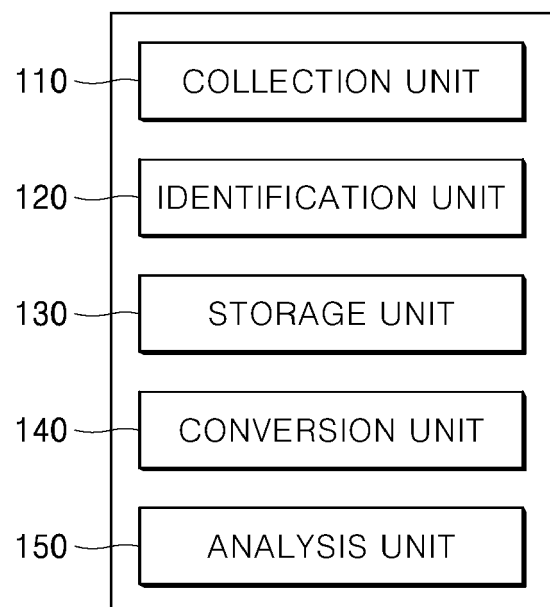 110 COLLECTION UNIT
120 IDENTIFICATION UNIT
130 STORAGE UNIT
140 CONVERSION UNIT
150 ANALYSIS UNIT